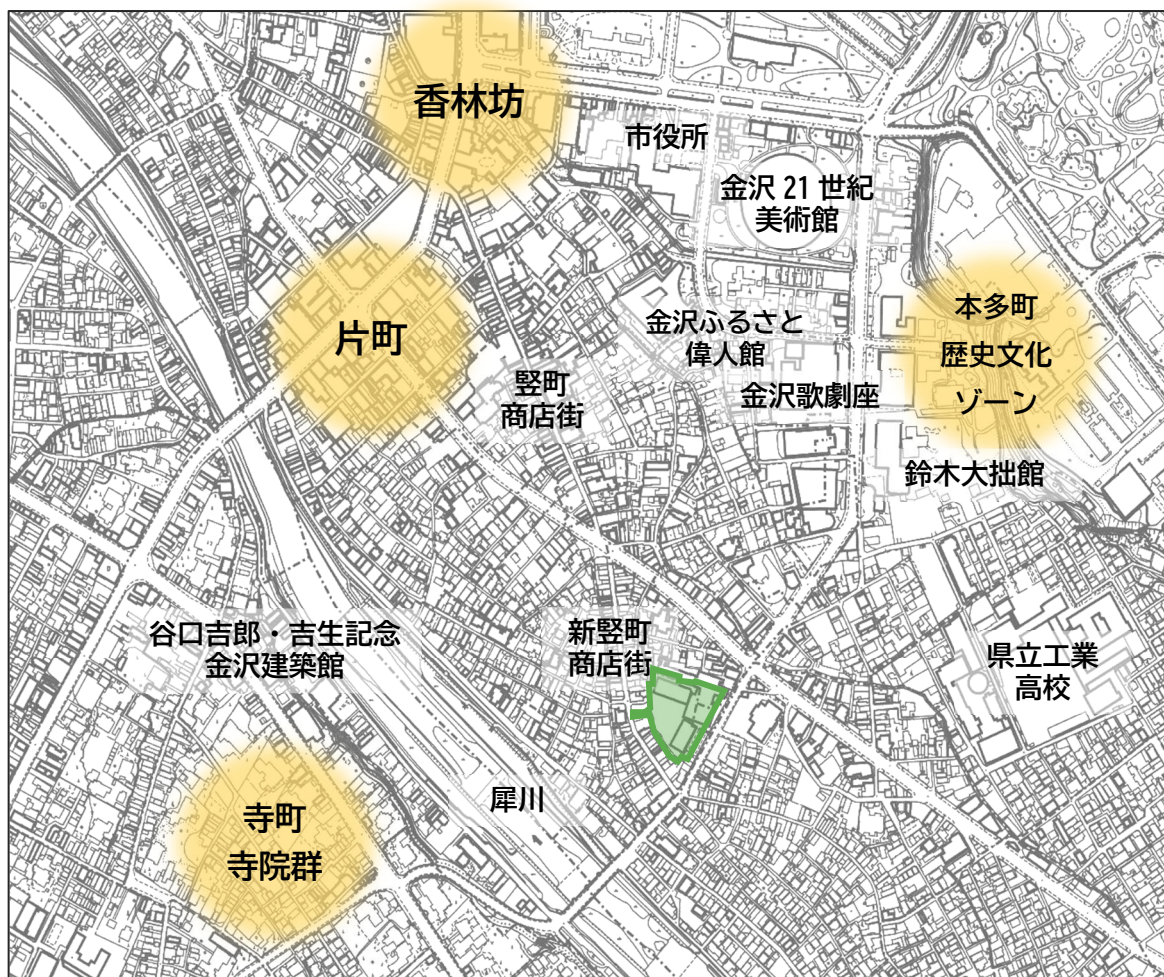 香林坊
市役所
金沢 21 世紀
美術館
片町
本多町
歴史文化
ゾーン
金沢ふるさと
偉人館
竪町
商店街
金沢歌劇座
鈴木大拙館
谷口吉郎・吉生記念
金沢建築館
新竪町
商店街
県立工業
高校
犀川
寺町
寺院群